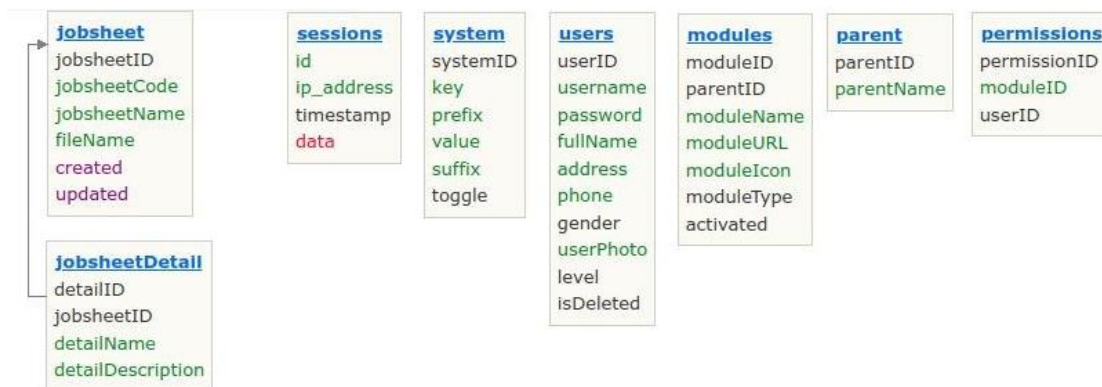 jobsheet
jobsheetID
jobsheetCode
jobsheetName
fileName
created
updated
jobsheetDetail
detailID
jobsheetID
detailName
detailDescription
sessions
id
ip_address
timestamp
data
system
systemID
key
prefix
value
suffix
toggle
users
userID
username
password
fullName
address
phone
gender
userPhoto
level
isDeleted
modules
moduleID
parentID
moduleName
moduleURL
moduleIcon
moduleType
activated
parent
parentID
parentName
permissions
permissionID
moduleID
userID